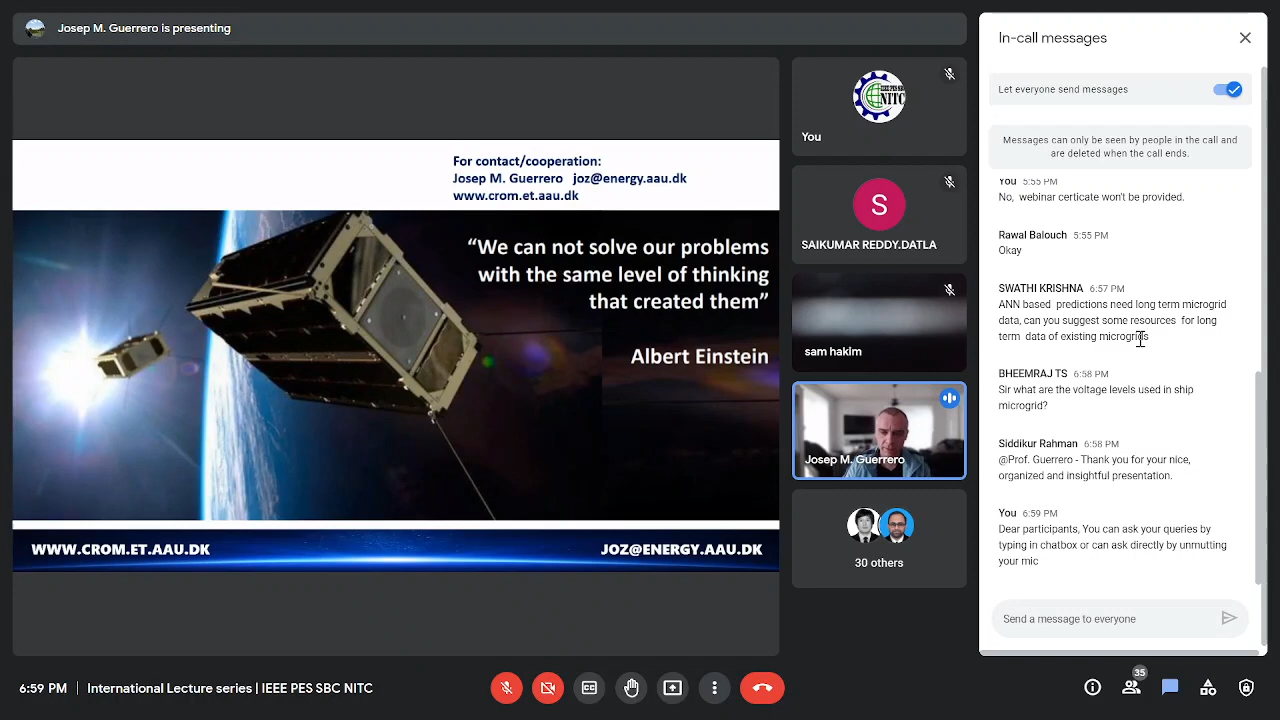 Josep M. Guerrero is presenting
For contact/cooperation:
Josep M. Guerrero joz@energy.aau.dk
www.crom.et.aau.dk
“We can not solve our problems
with the same level of thinking
that created them”
Albert Einstein
WWW.CROM.ET.AAU.DK
JOZ@ENERGY.AAU.DK
IEEE PES SBC
NITC
You
S
SAIKUMAR REDDY.DATLA
sam hakim
Josep M. Guerrero
30 others
In-call messages
Let everyone send messages
Messages can only be seen by people in the call and
are deleted when the call ends.
You 5:55 PM
No, webinar certicate won't be provided.
Rawal Balouch 5:55 PM
Okay
SWATHI KRISHNA 6:57 PM
ANN based predictions need long term microgrid
data, can you suggest some resources for long
term data of existing microgrids
BHEEMRAJ TS 6:58 PM
Sir what are the voltage levels used in ship
microgrid?
Siddikur Rahman 6:58 PM
@Prof. Guerrero - Thank you for your nice,
organized and insightful presentation.
You 6:59 PM
Dear participants, You can ask your queries by
typing in chatbox or can ask directly by unmutting
your mic
Send a message to everyone
6:59 PM | International Lecture series | IEEE PES SBC NITC
35